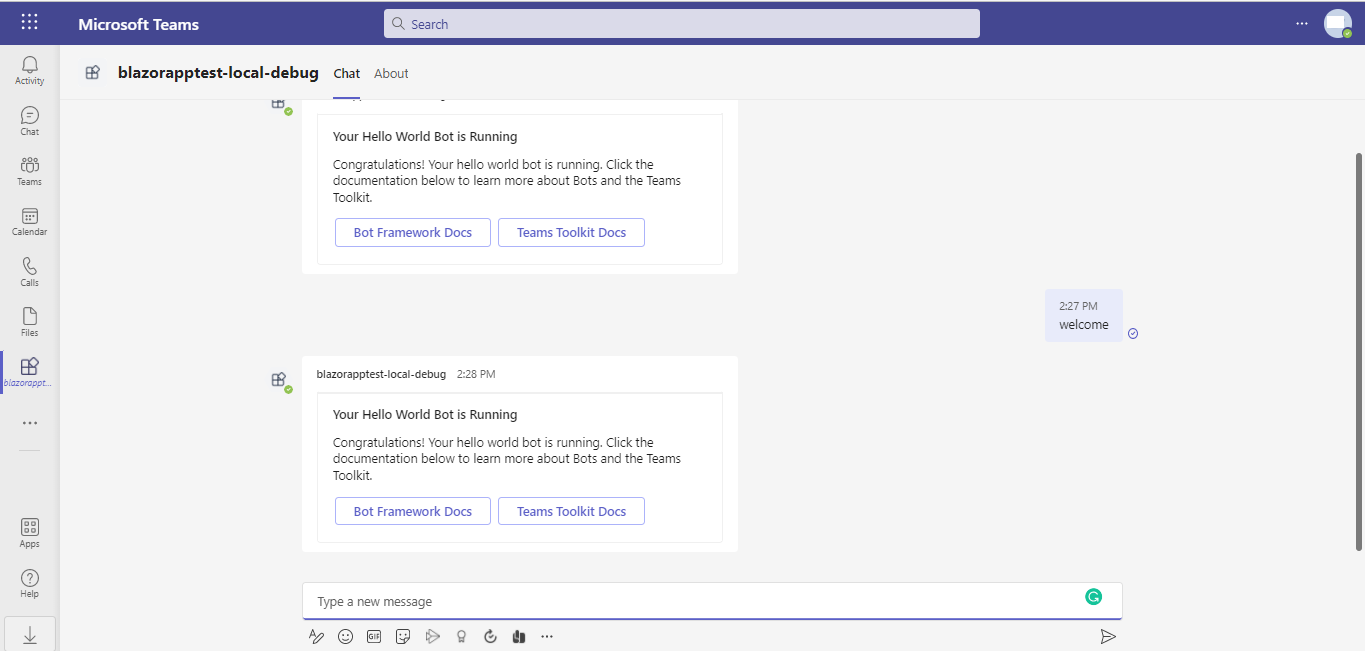 Microsoft Teams
Search
Activity
Chat
Teams
Calendar
Calls
Files
blazorappt...
Apps
Help
blazorapptest-local-debug Chat About
Your Hello World Bot is Running
Congratulations! Your hello world bot is running. Click the
documentation below to learn more about Bots and the Teams
Toolkit.
Bot Framework Docs Teams Toolkit Docs
2:27 PM
welcome
blazorapptest-local-debug 2:28 PM
Your Hello World Bot is Running
Congratulations! Your hello world bot is running. Click the
documentation below to learn more about Bots and the Teams
Toolkit.
Bot Framework Docs Teams Toolkit Docs
Type a new message
GIF